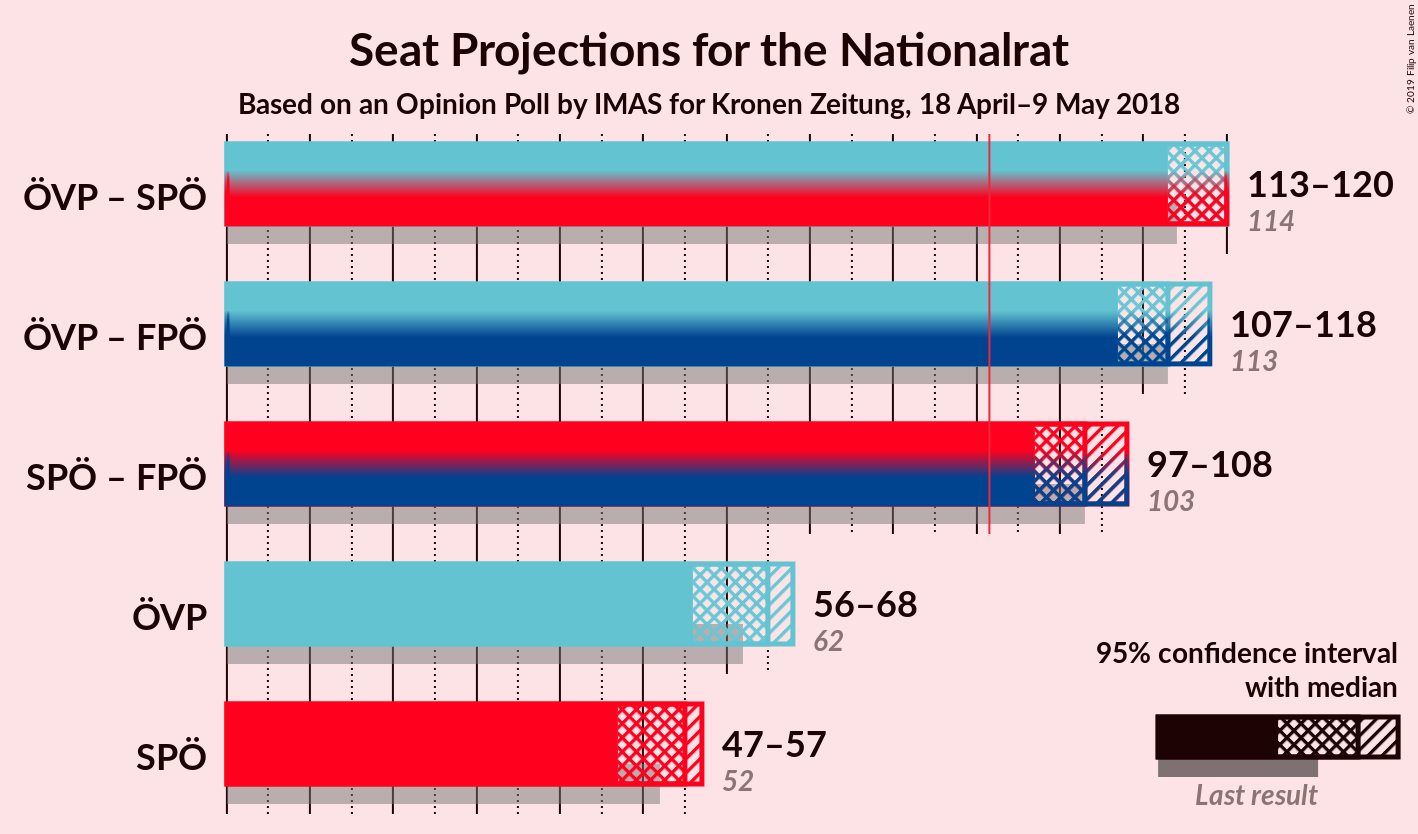 Seat Projections for the Nationalrat
Based on an Opinion Poll by IMAS for Kronen Zeitung, 18 April–9 May 2018
© 2019 Filip van Laenen
ÖVP – SPÖ
113–120
114
ÖVP – FPÖ
107–118
113
SPÖ – FPÖ
97–108
103
ÖVP
56–68
62
SPÖ
47–57
52
95% confidence interval
with median
Last result